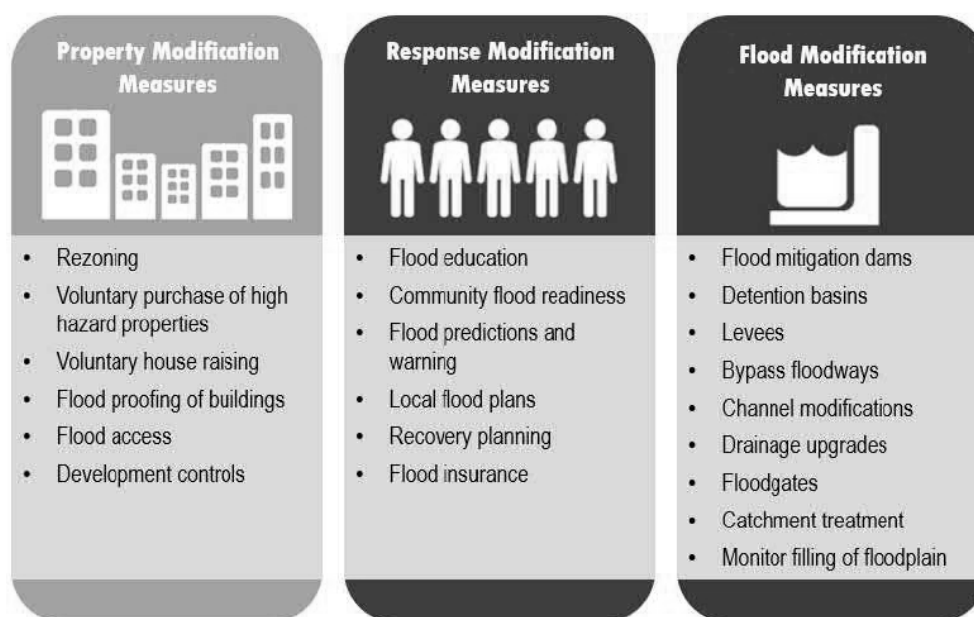 Property Modification
Measures
• Rezoning
• Voluntary purchase of high
hazard properties
• Voluntary house raising
• Flood proofing of buildings
• Flood access
• Development controls
Response Modification
Measures
• Flood education
• Community flood readiness
• Flood predictions and
warning
• Local flood plans
• Recovery planning
• Flood insurance
Flood Modification
Measures
• Flood mitigation dams
• Detention basins
• Levees
• Bypass floodways
• Channel modifications
• Drainage upgrades
• Floodgates
• Catchment treatment
• Monitor filling of floodplain